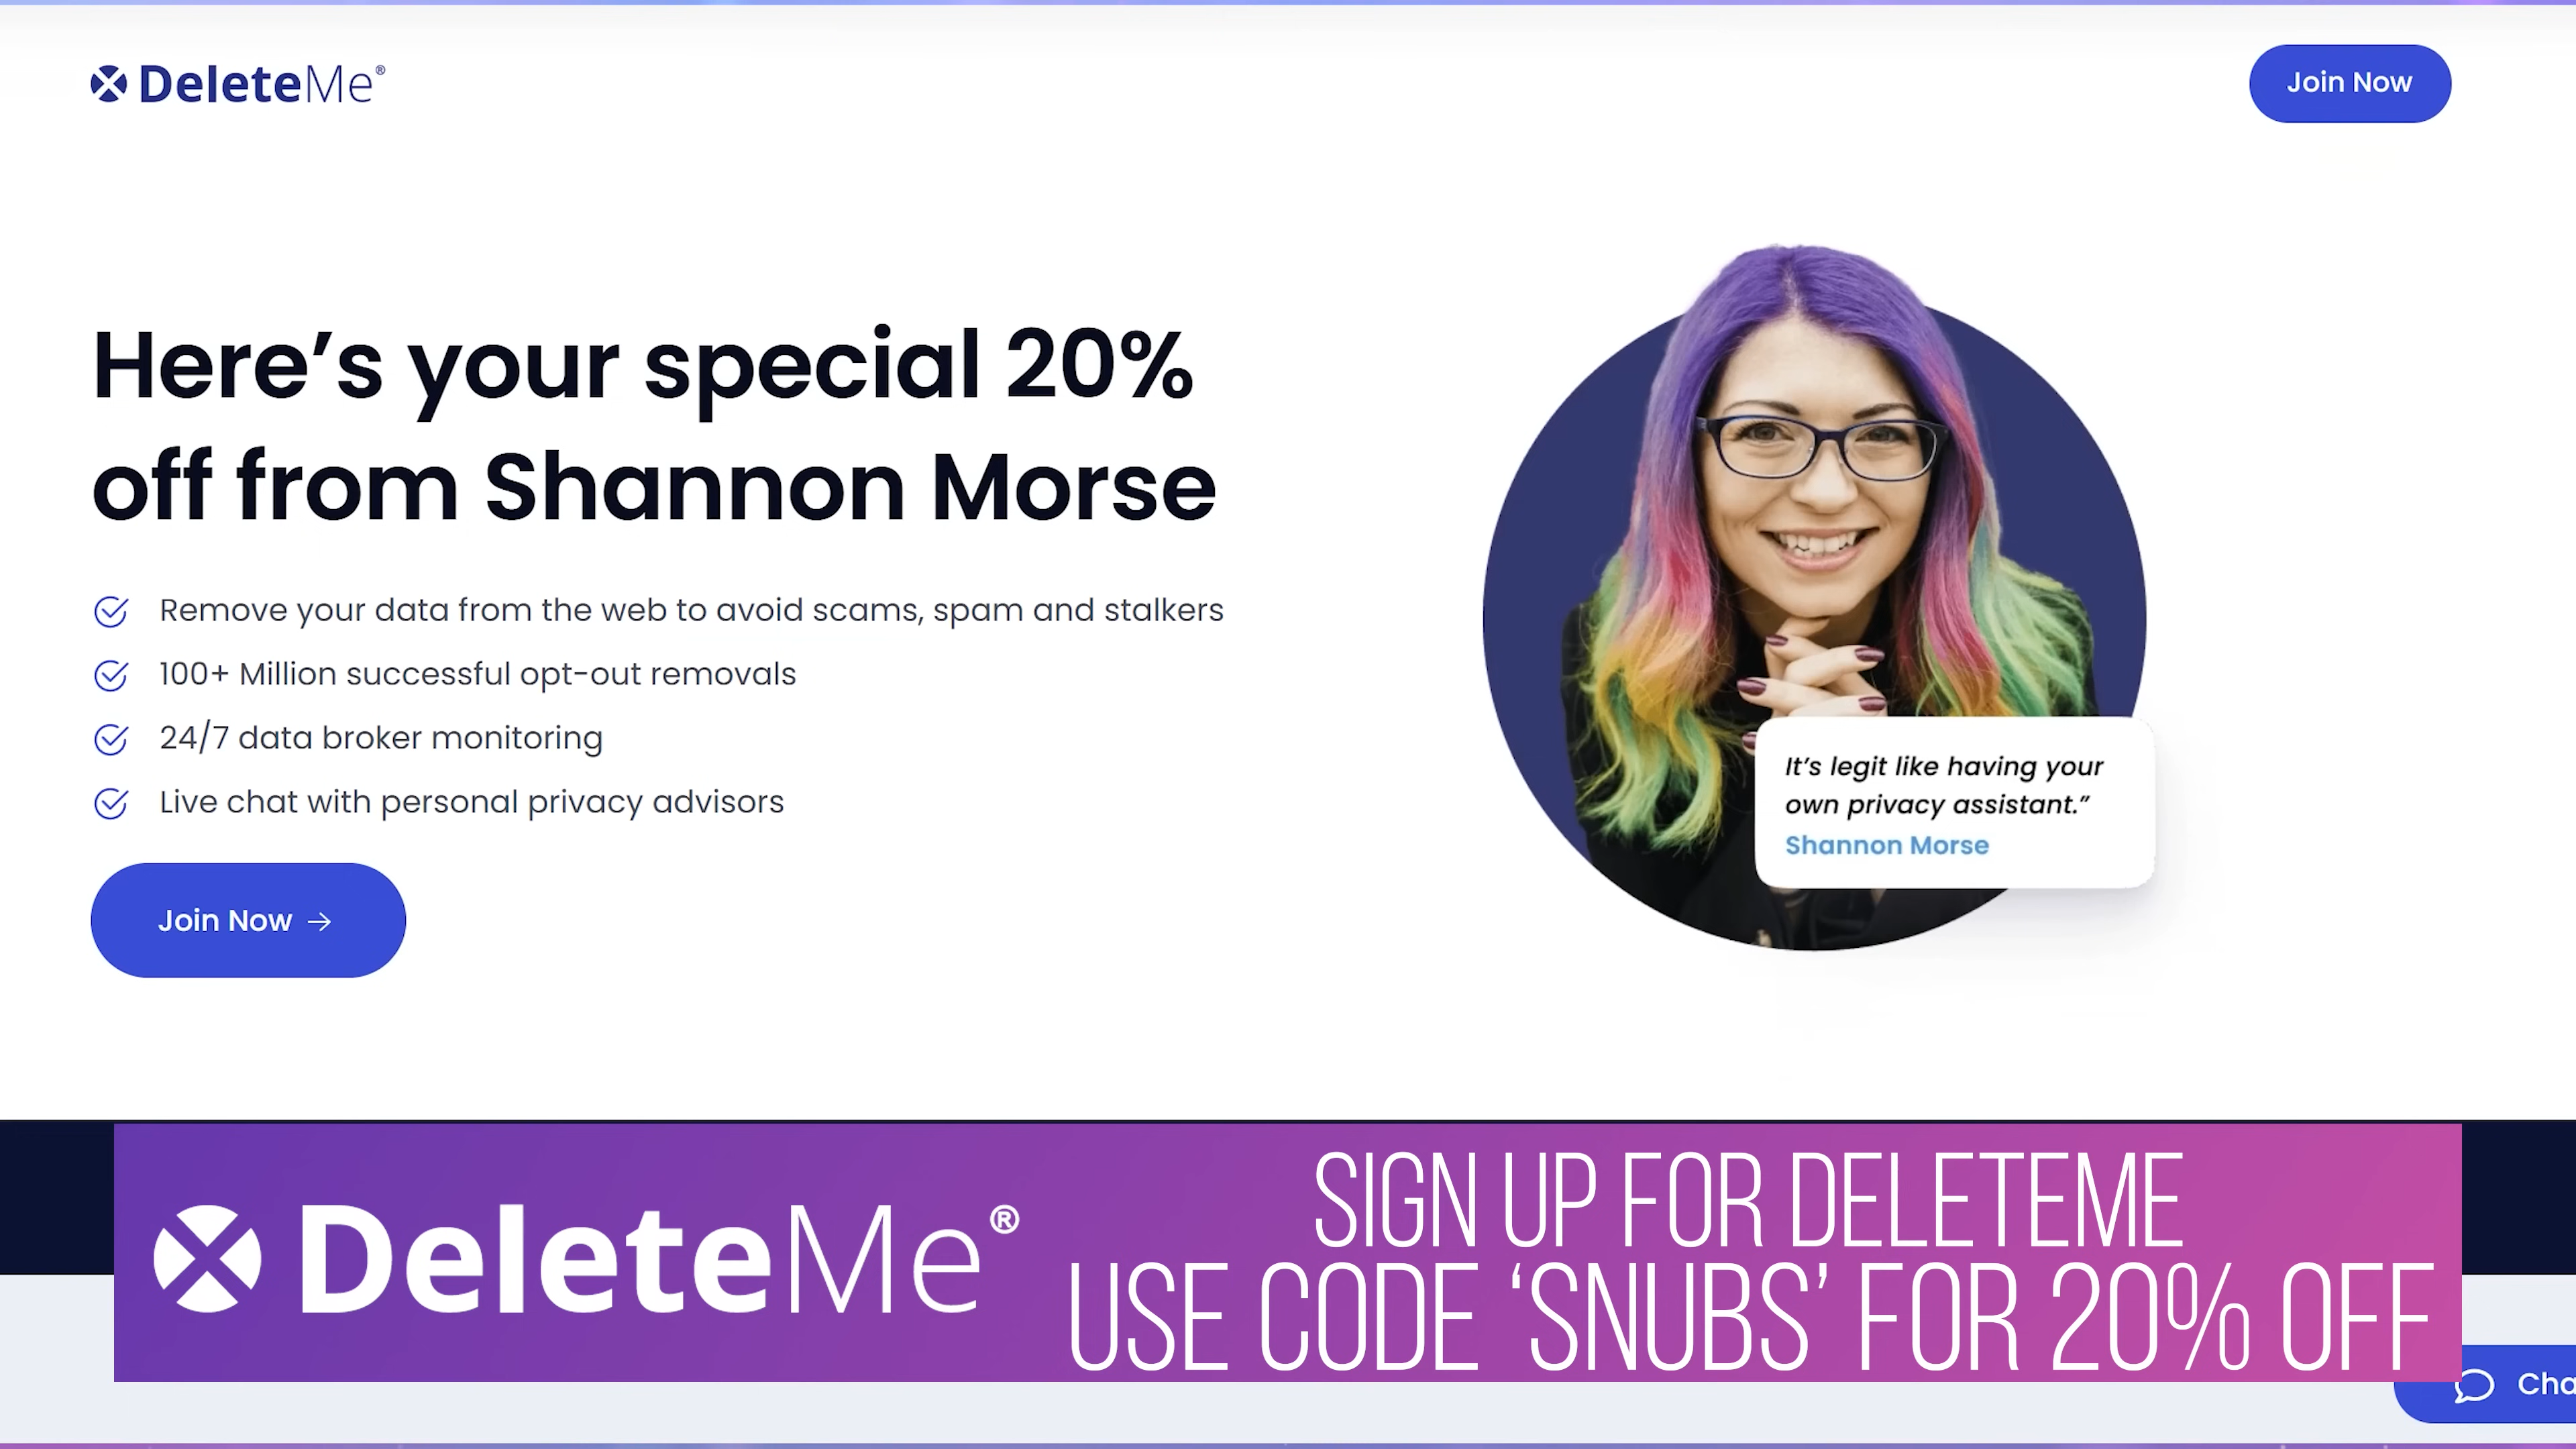 DeleteMe®
Join Now
Here’s your special 20%
off from Shannon Morse
Remove your data from the web to avoid scams, spam and stalkers
100+ Million successful opt-out removals
24/7 data broker monitoring
Live chat with personal privacy advisors
Join Now →
It’s legit like having your
own privacy assistant.”
Shannon Morse
DeleteMe®
SIGN UP FOR DELETEME
USE CODE ‘SNUBS’ FOR 20% OFF
Cha